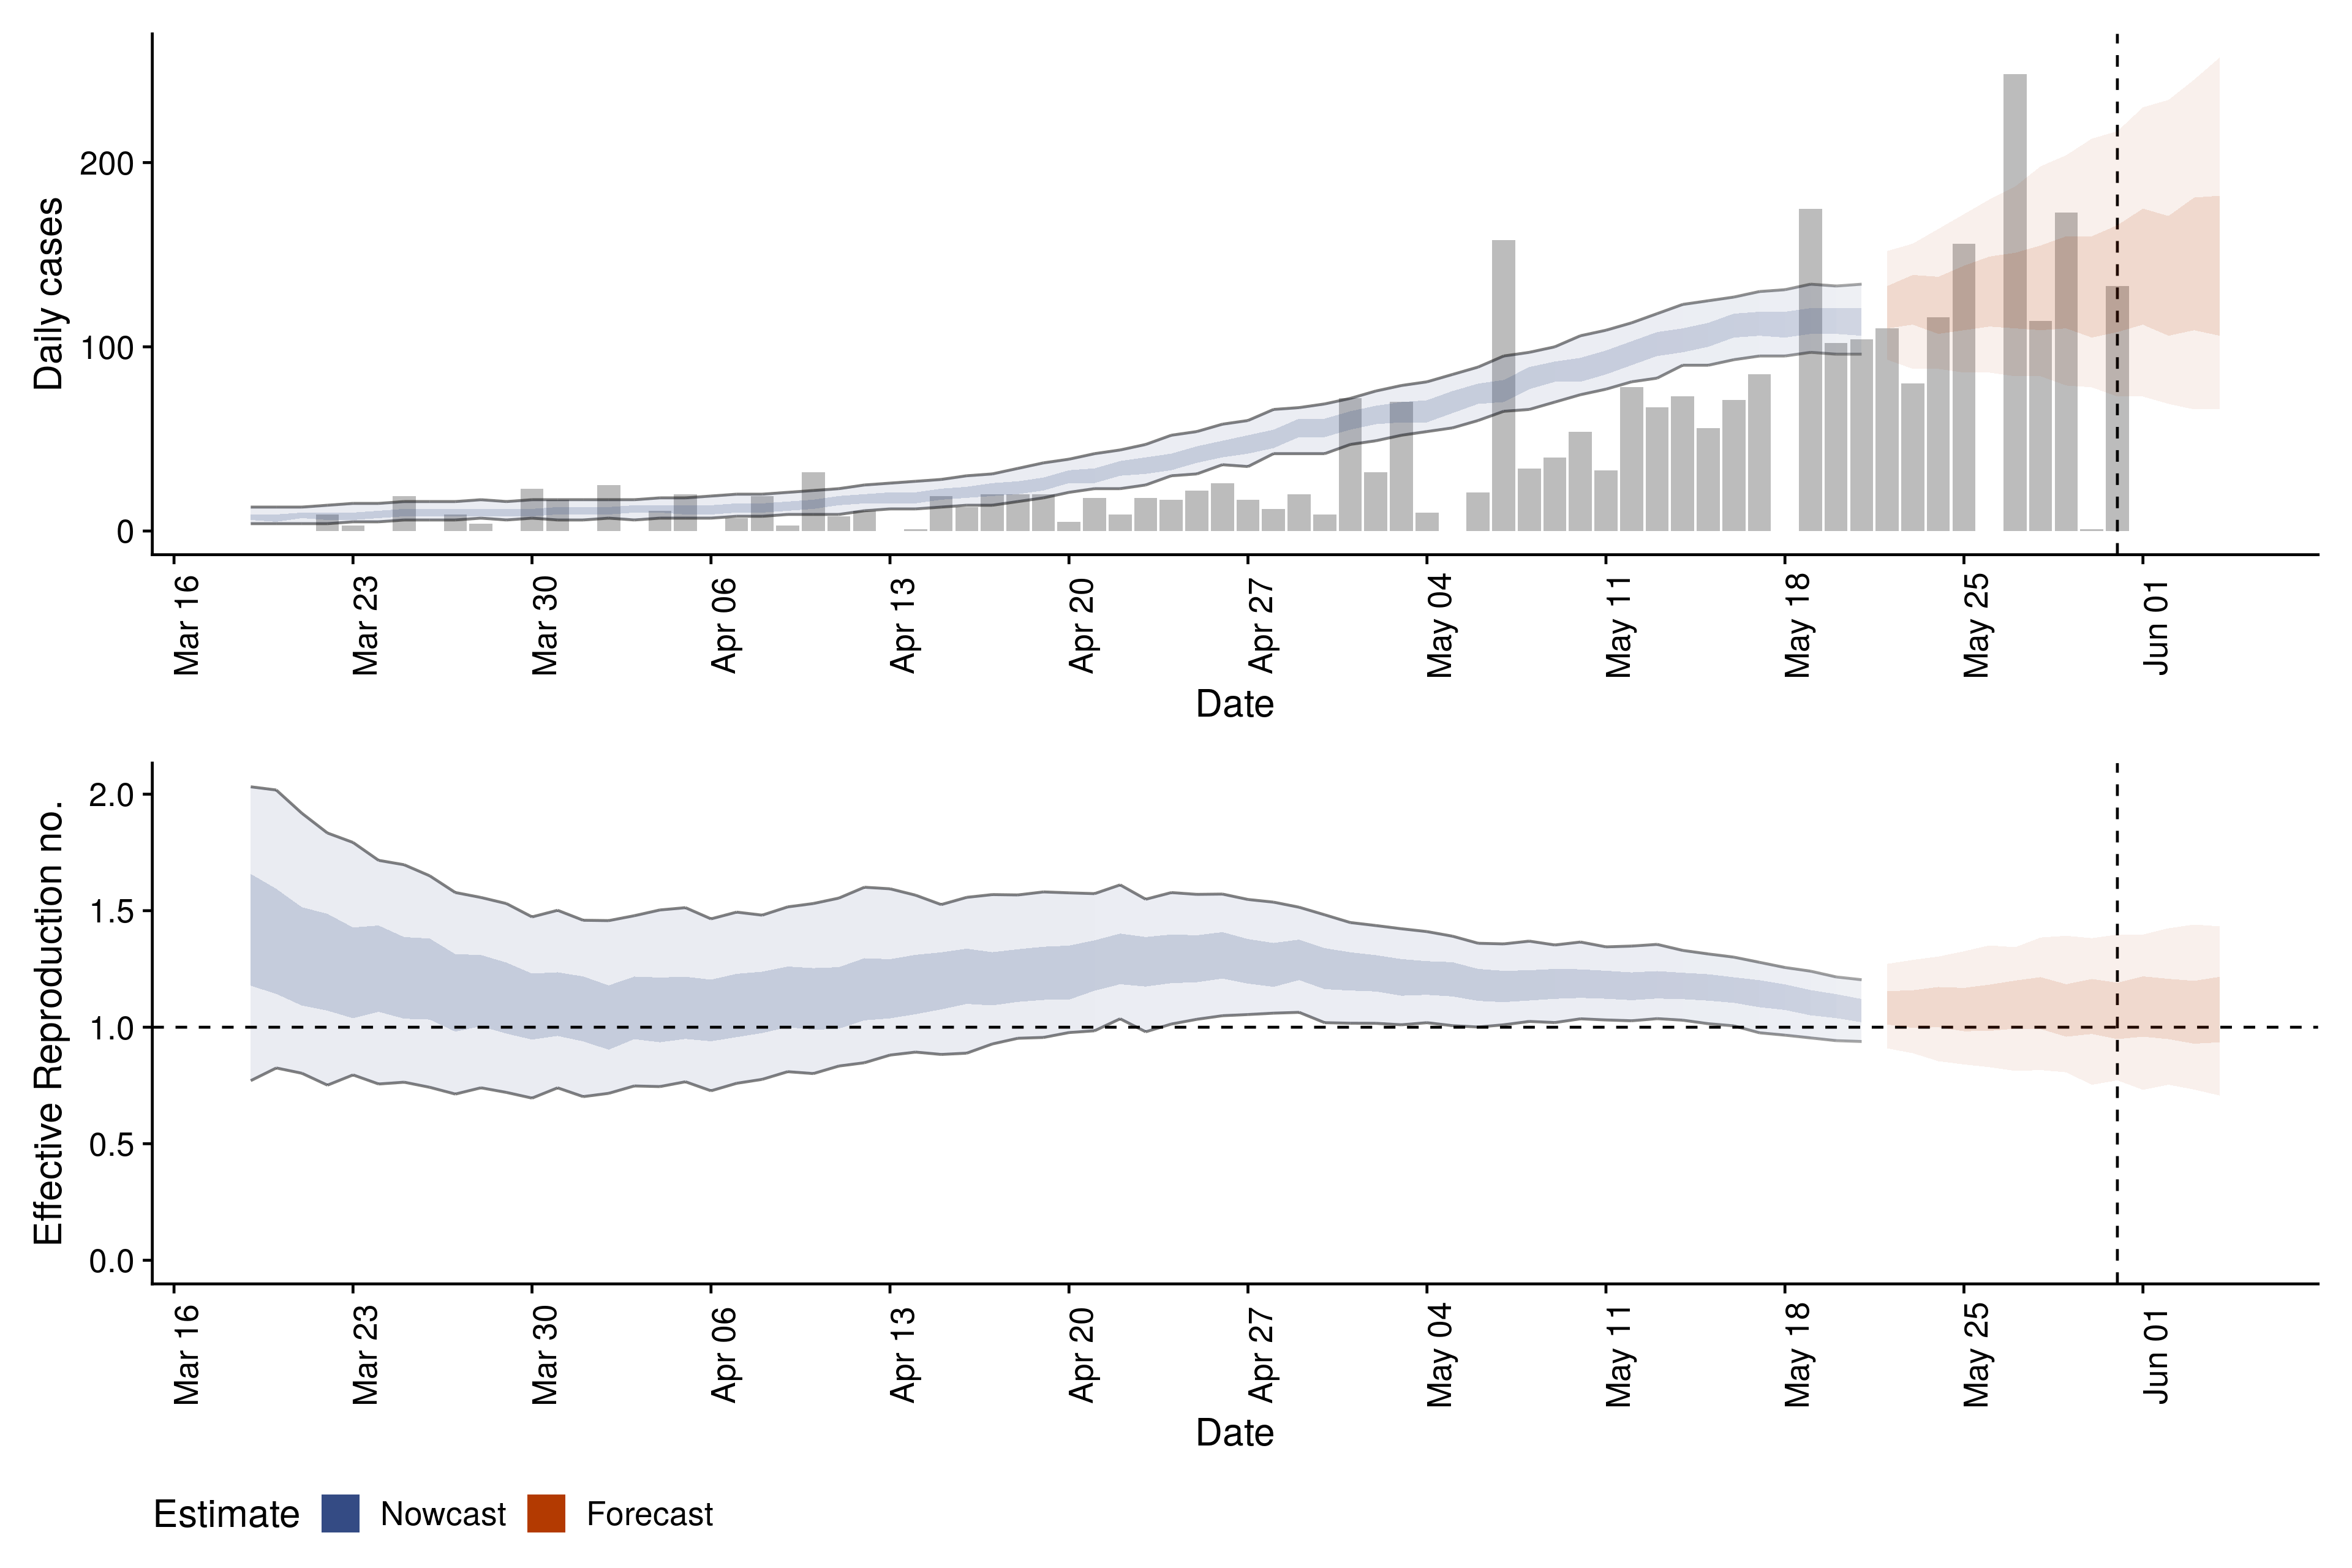 Daily cases
200
100
0
Mar 16 Mar 23 Mar 30 Apr 06 Apr 13 Apr 20 Apr 27 May 04 May 11 May 18 May 25 Jun 01
Date
Effective Reproduction no.
2.0
1.5
1.0
0.5
0.0
Mar 16 Mar 23 Mar 30 Apr 06 Apr 13 Apr 20 Apr 27 May 04 May 11 May 18 May 25 Jun 01
Date
Estimate Nowcast Forecast